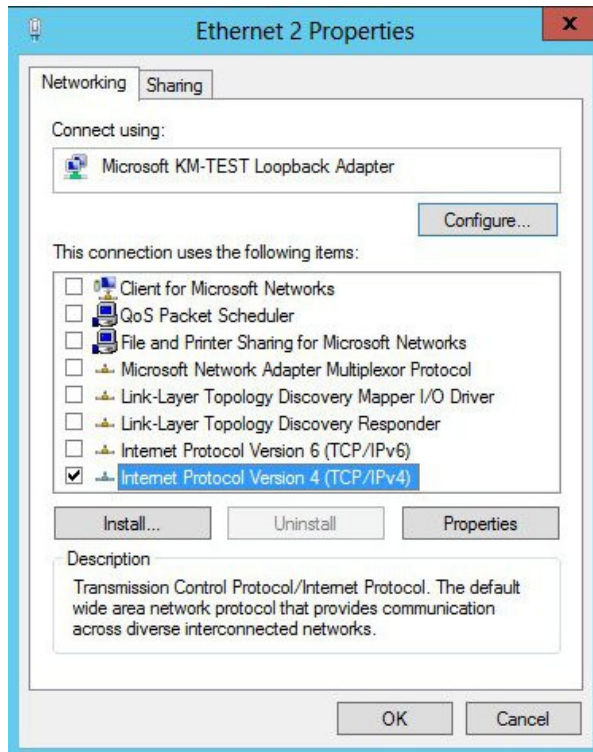 Ethernet 2 Properties
x
Networking
Sharing
Connect using:
Microsoft KM-TEST Loopback Adapter
Configure...
This connection uses the following items:
Client for Microsoft Networks
QoS Packet Scheduler
File and Printer Sharing for Microsoft Networks
Microsoft Network Adapter Multiplexor Protocol
Link-Layer Topology Discovery Mapper I/O Driver
Link-Layer Topology Discovery Responder
Internet Protocol Version 6 (TCP/IPv6)
Internet Protocol Version 4 (TCP/IPv4)
Install...
Uninstall
Properties
Description
Transmission Control Protocol/Internet Protocol. The default
wide area network protocol that provides communication
across diverse interconnected networks.
OK
Cancel